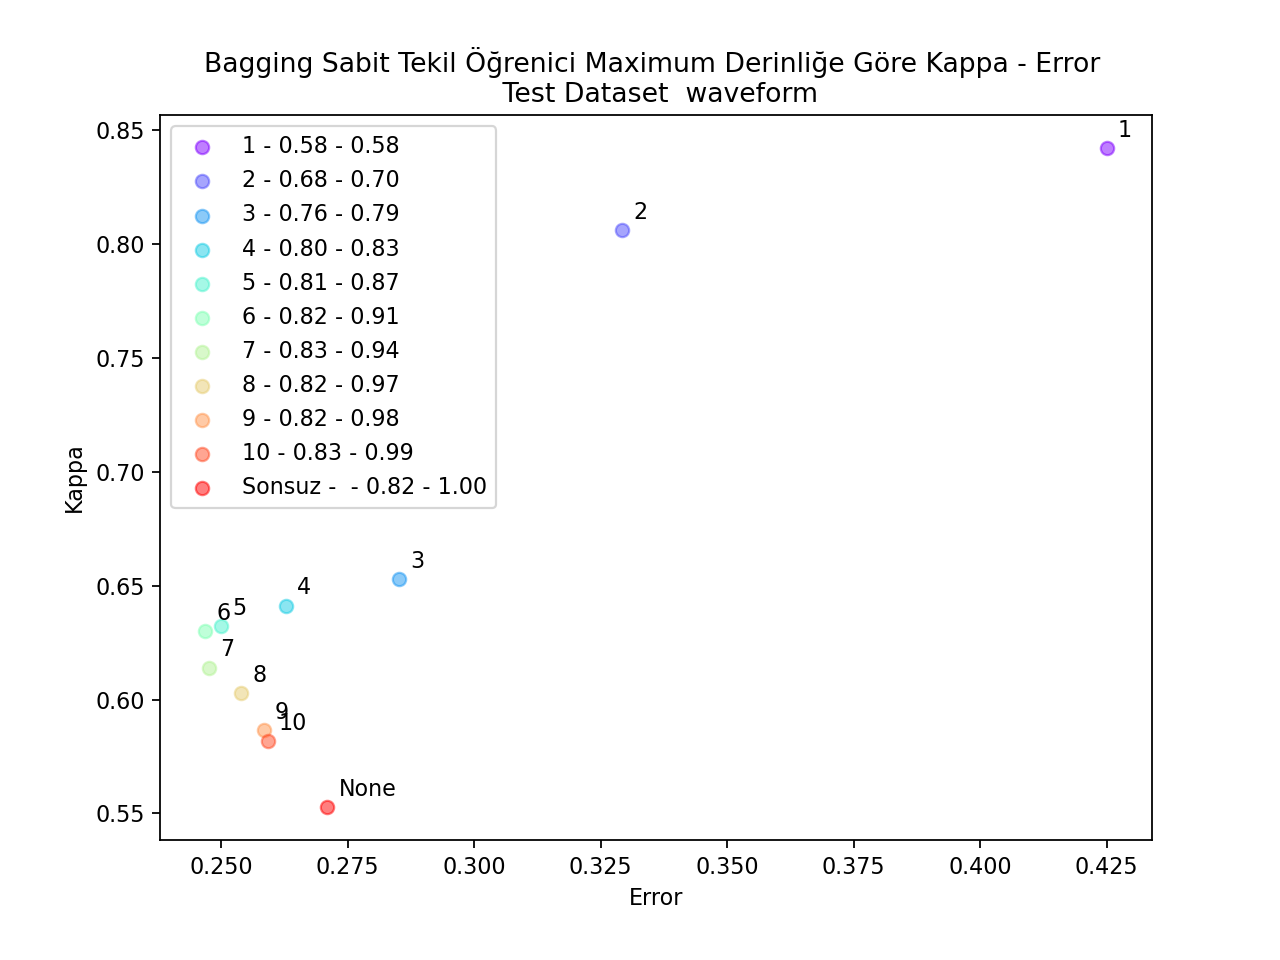 Bagging Sabit Tekil Öğrenici Maximum Derinliğe Göre Kappa - Error
Test Dataset  waveform
1 - 0.58 - 0.58
2 - 0.68 - 0.70
3 - 0.76 - 0.79
4 - 0.80 - 0.83
5 - 0.81 - 0.87
6 - 0.82 - 0.91
7 - 0.83 - 0.94
8 - 0.82 - 0.97
9 - 0.82 - 0.98
10 - 0.83 - 0.99
Sonsuz -  - 0.82 - 1.00
1
2
3
4
5
6
7
8
9
10
None
Kappa
0.85
0.80
0.75
0.70
0.65
0.60
0.55
0.250
0.275
0.300
0.325
0.350
0.375
0.400
0.425
Error